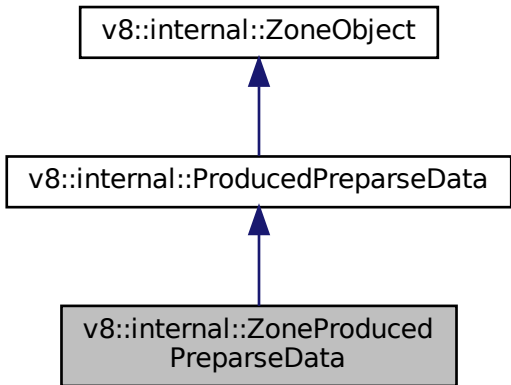 v8::internal::ZoneObject
v8::internal::ProducedPreparseData
v8::internal::ZoneProduced
PreparseData